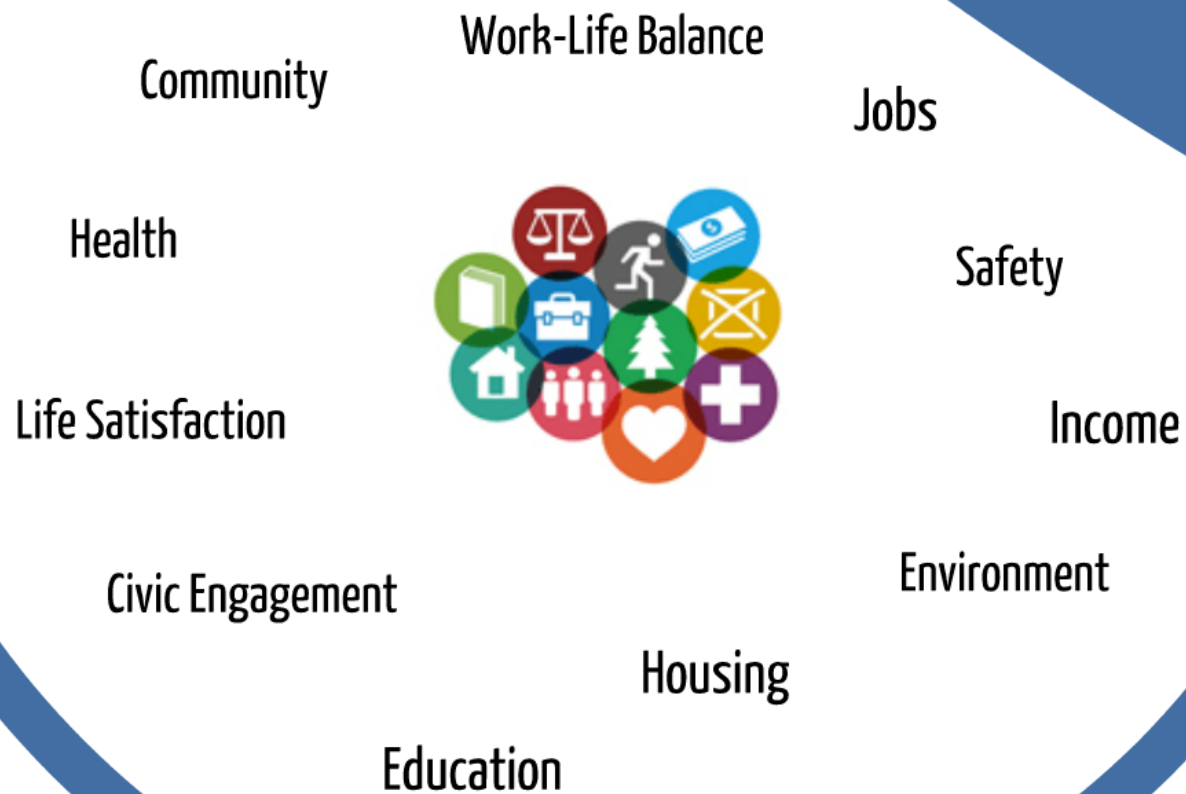 Work-Life Balance
Community
Jobs
Health
Safety
Life Satisfaction
Income
Environment
Civic Engagement
Housing
Education